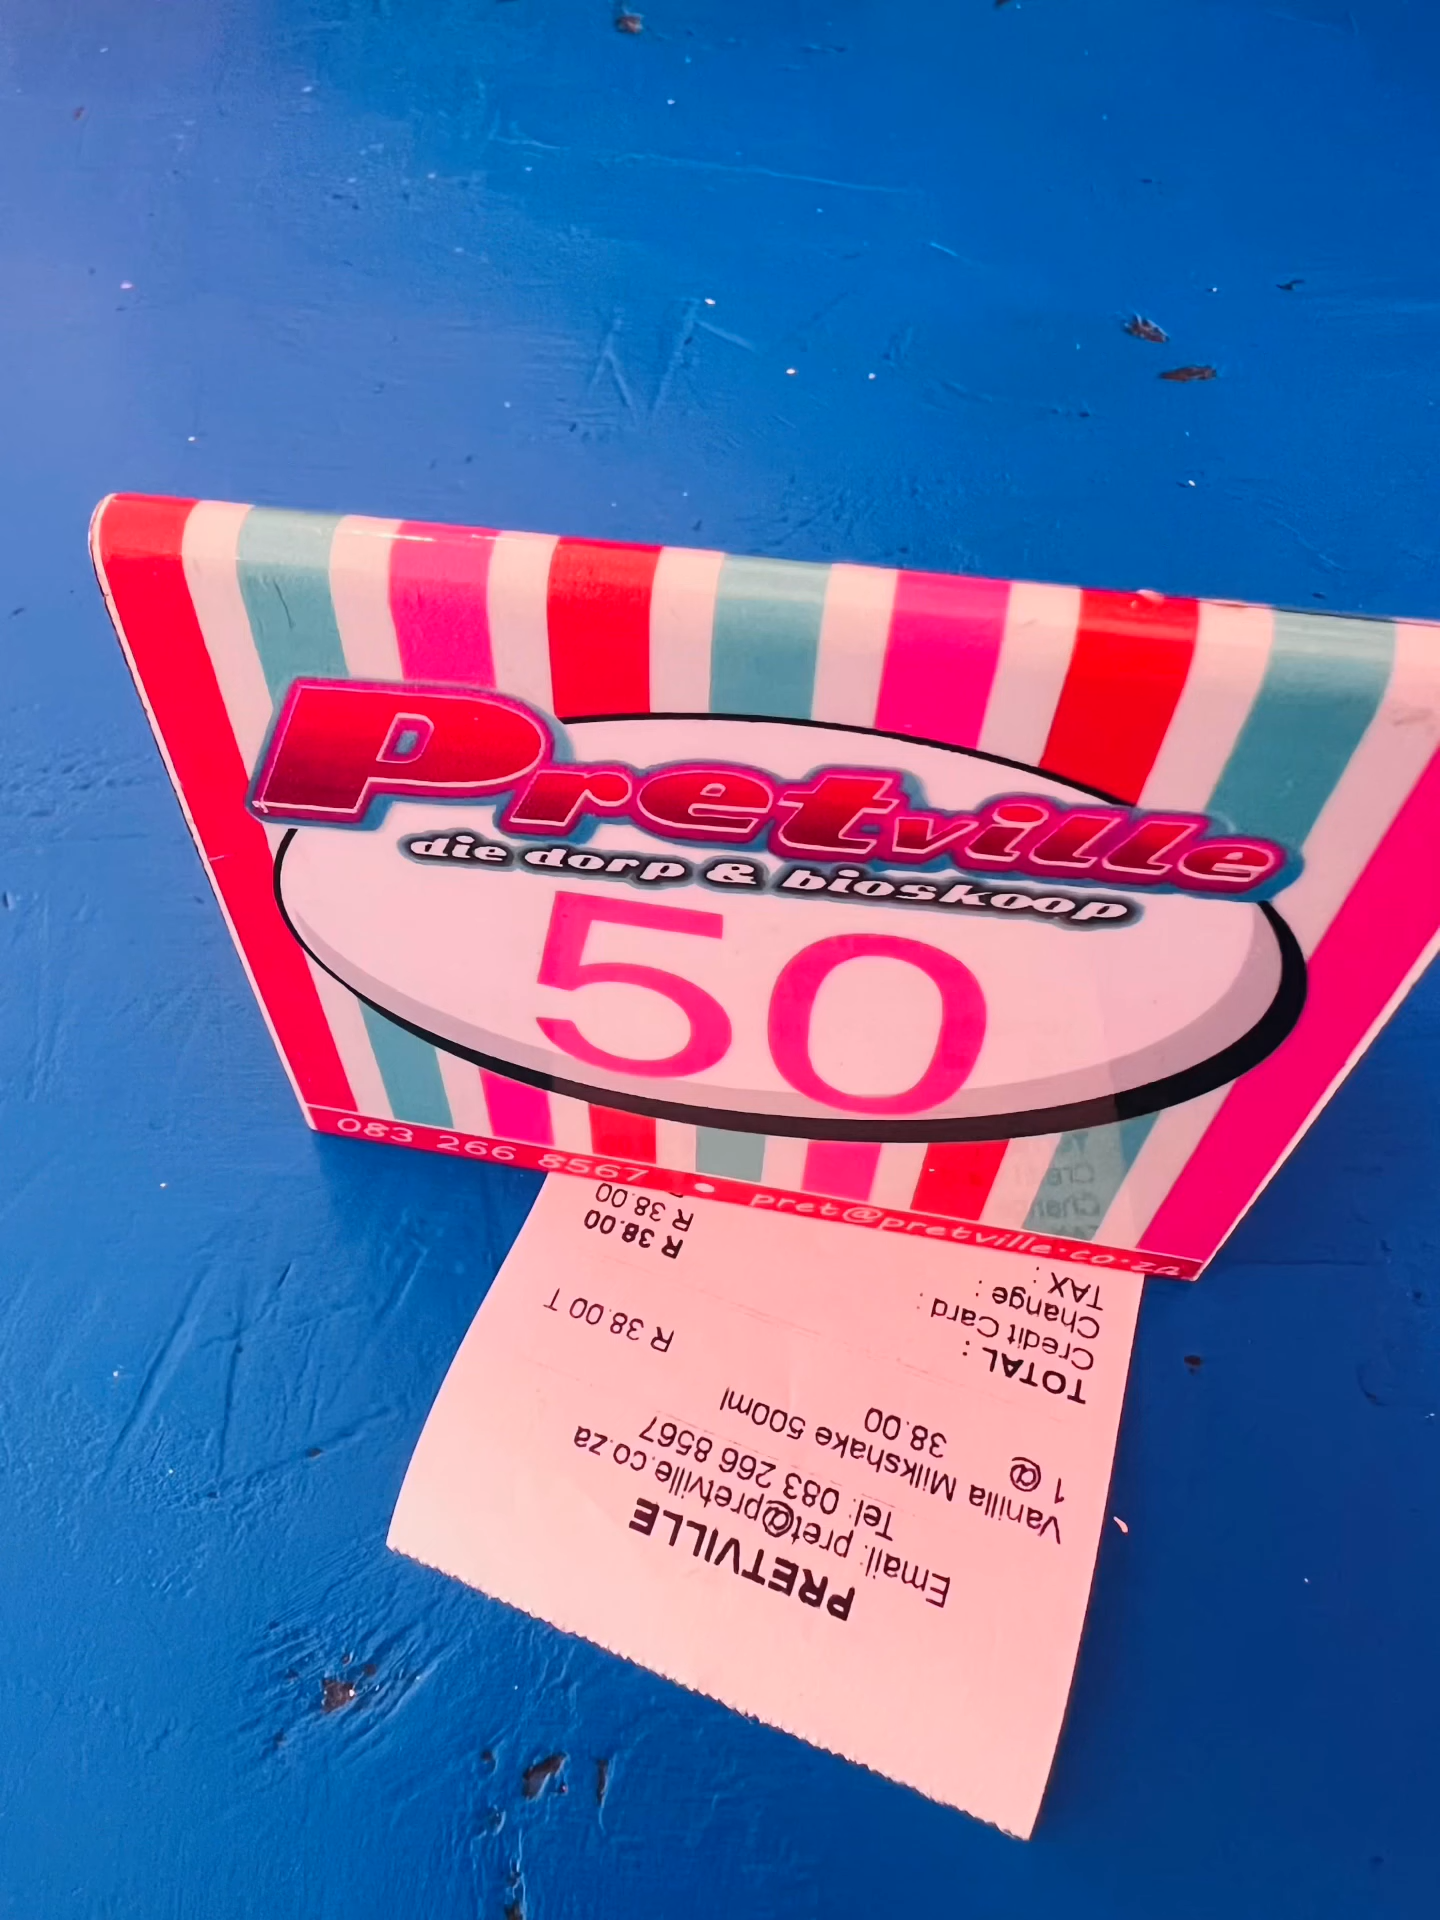 Pretville
die dorp & bioskoop
50
083 266 8567 • pret@pretville.co.za
PRETVILLE
Email: pret@pretville.co.za
Tel: 083 266 8567
Vanilla Milkshake 500ml
1 @ 38.00 R 38.00 T
TOTAL : R 38.00
Credit Card : R 38.00
Change :
TAX :